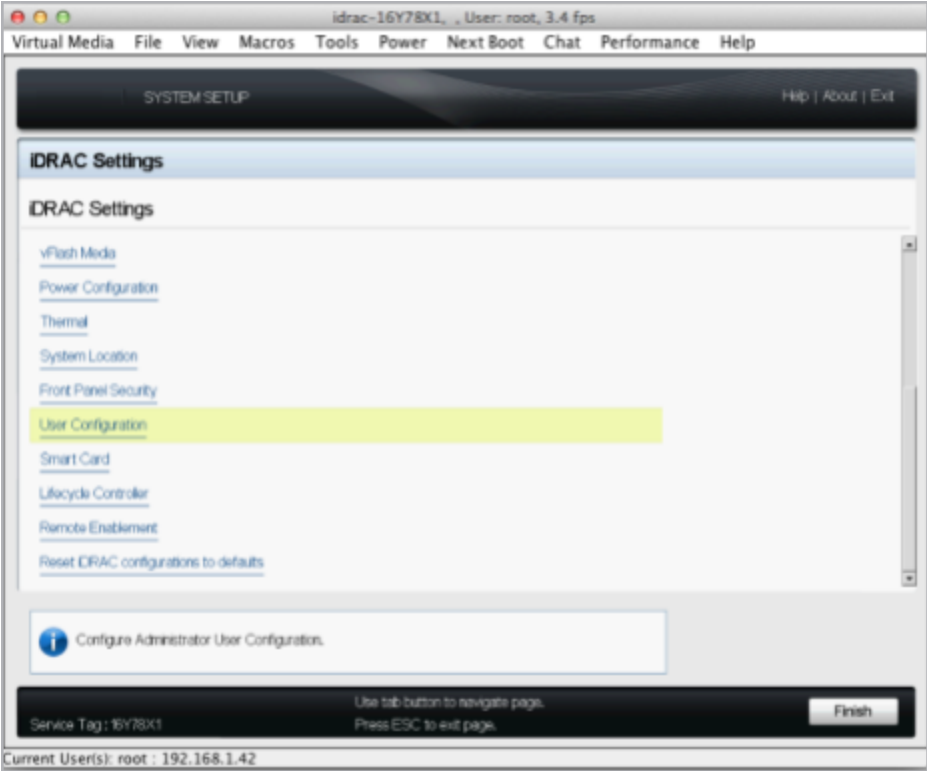 idrac-16Y78X1, , User: root, 3.4 fps
Virtual Media File View Macros Tools Power Next Boot Chat Performance Help
SYSTEM SETUP
Help | About | Exit
iDRAC Settings
iDRAC Settings
vFlash Media
Power Configuration
Thermal
System Location
Front Panel Security
User Configuration
Smart Card
Lifecycle Controller
Remote Enablement
Reset iDRAC configurations to defaults
Configure Administrator User Configuration.
Use tab button to navigate page.
Finish
Service Tag : 16Y78X1
Press ESC to exit page.
Current User(s): root : 192.168.1.42